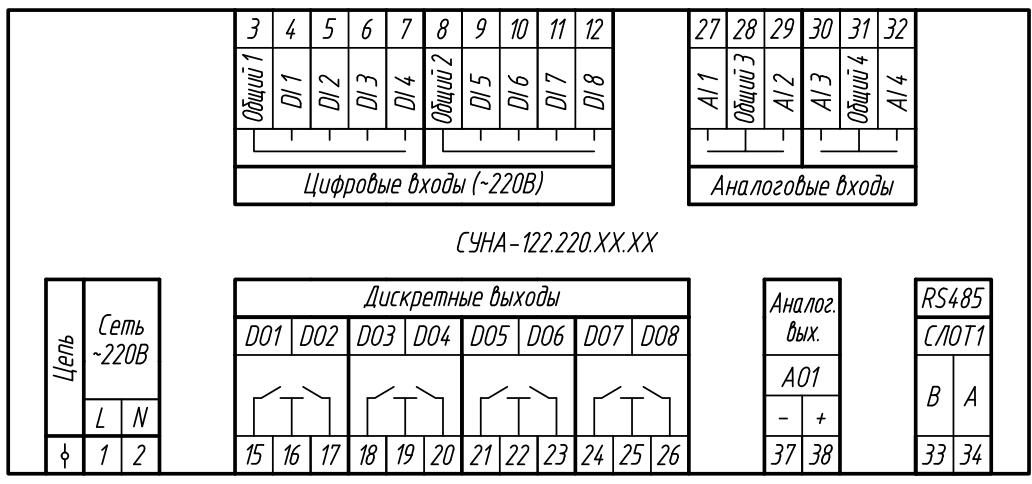 3 4 5 6 7 8 9 10 11 12
Общий 1 DI 1 DI 2 DI 3 DI 4 Общий 2 DI 5 DI 6 DI 7 DI 8
Цифровые входы (~220В)
27 28 29 30 31 32
AI 1 Общий 3 AI 2 AI 3 Общий 4 AI 4
Аналоговые входы
СУНА-122.220.ХХ.ХХ
Цепь
Сеть
~220В
L N
1 2
Дискретные выходы
DO1 DO2 DO3 DO4 DO5 DO6 DO7 DO8
15 16 17 18 19 20 21 22 23 24 25 26
Аналог.
вых.
AO1
- +
37 38
RS485
СЛОТ1
B A
33 34